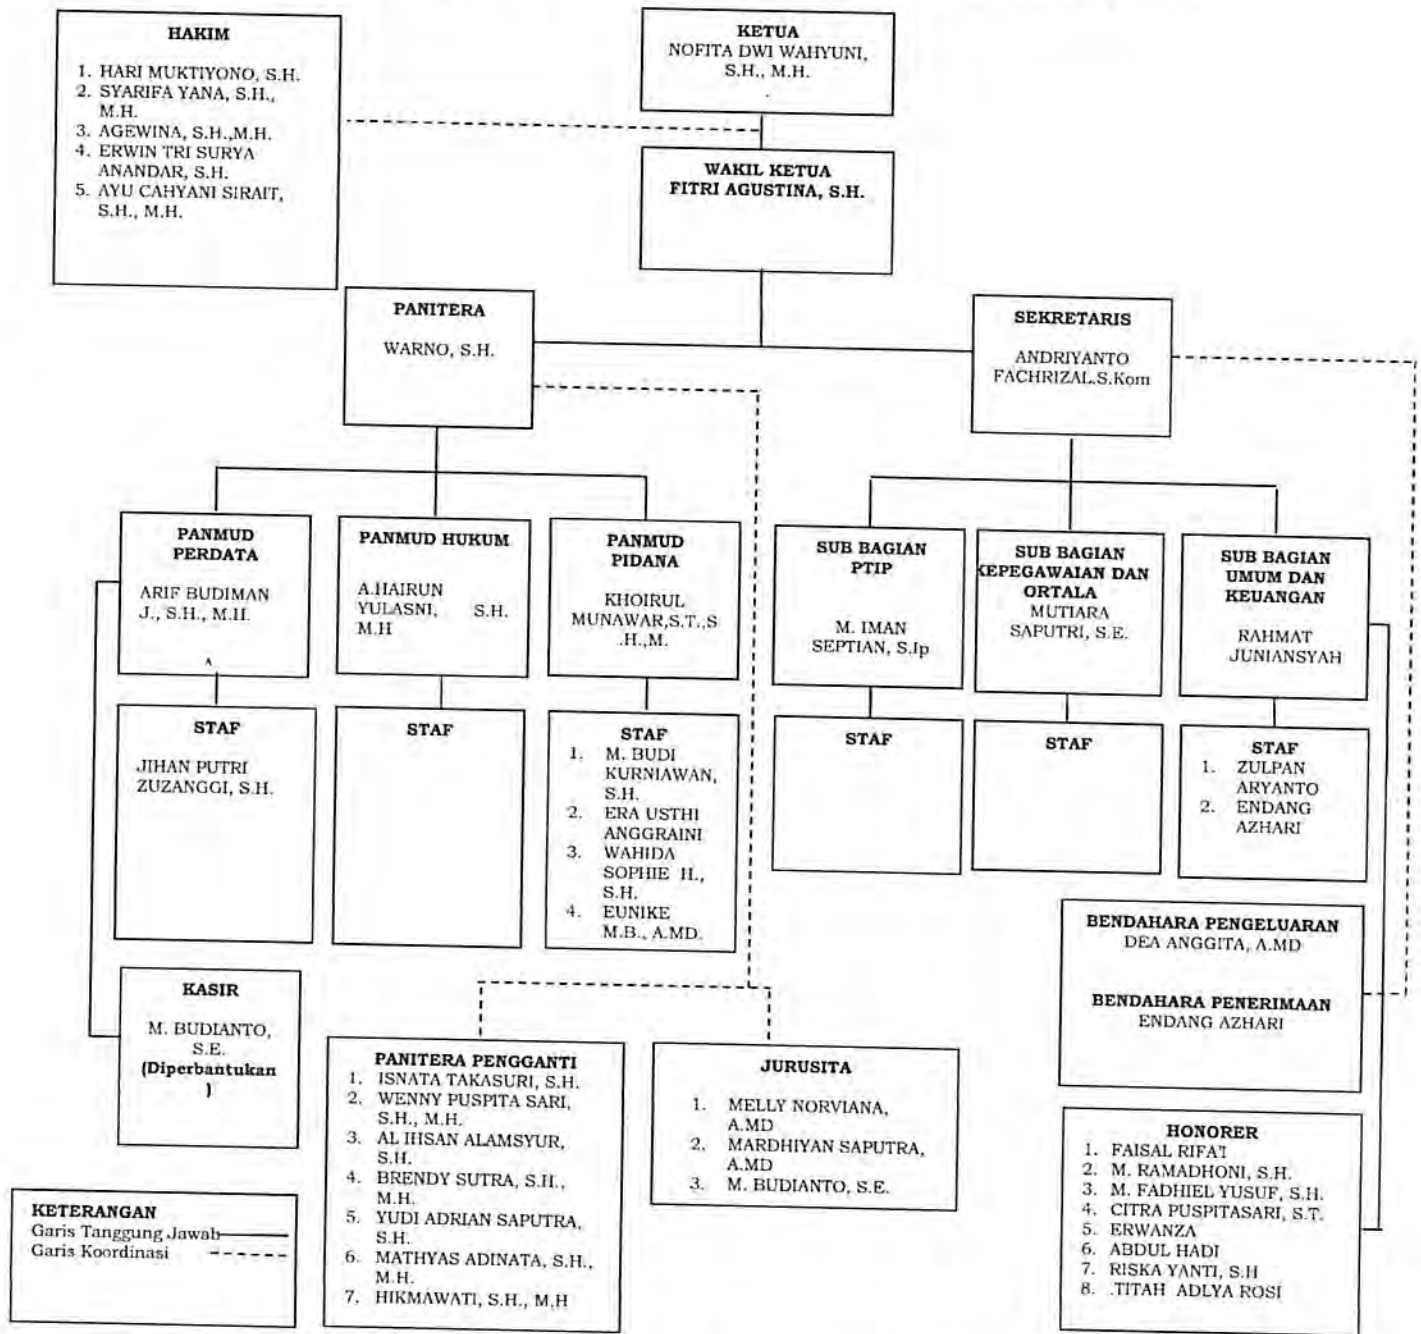 HAKIM
1. HARI MUKTIYONO, S.H.
2. SYARIFA YANA, S.H.,
M.H.
3. AGEWINA, S.H.,M.H.
4. ERWIN TRI SURYA
ANANDAR, S.H.
5. AYU CAHYANI SIRAIT,
S.H., M.H.
KETUA
NOFITA DWI WAHYUNI,
S.H., M.H.
WAKIL KETUA
FITRI AGUSTINA, S.H.
PANITERA
WARNO, S.H.
SEKRETARIS
ANDRIYANTO
FACHRIZAL.S.Kom
PANMUD
PERDATA
ARIF BUDIMAN
J., S.H., M.H.
PANMUD HUKUM
A.HAIRUN
YULASNI, S.H.
M.H
PANMUD
PIDANA
KHOIRUL
MUNAWAR,S.T.,S
.H.,M.
SUB BAGIAN
PTIP
M. IMAN
SEPTIAN, S.Ip
SUB BAGIAN
KEPEGAWAIAN DAN
ORTALA
MUTIARA
SAPUTRI, S.E.
SUB BAGIAN
UMUM DAN
KEUANGAN
RAHMAT
JUNIANSYAH
STAF
JIHAN PUTRI
ZUZANGGI, S.H.
STAF
STAF
1. M. BUDI
KURNIAWAN,
S.H.
2. ERA USTHI
ANGGRAINI
3. WAHIDA
SOPHIE H.,
S.H.
4. EUNIKE
M.B., A.MD.
STAF
STAF
STAF
1. ZULPAN
ARYANTO
2. ENDANG
AZHARI
KASIR
M. BUDIANTO,
S.E.
(Diperbantukan
)
BENDAHARA PENGELUARAN
DEA ANGGITA, A.MD
BENDAHARA PENERIMAAN
ENDANG AZHARI
PANITERA PENGGANTI
1. ISNATA TAKASURI, S.H.
2. WENNY PUSPITA SARI,
S.H., M.H.
3. AL IHSAN ALAMSYUR,
S.H.
4. BRENDY SUTRA, S.H.,
M.H.
5. YUDI ADRIAN SAPUTRA,
S.H.
6. MATHYAS ADINATA, S.H.,
M.H.
7. HIKMAWATI, S.H., M.H
JURUSITA
1. MELLY NORVIANA,
A.MD
2. MARDHIYAN SAPUTRA,
A.MD
3. M. BUDIANTO, S.E.
HONORER
1. FAISAL RIFA'I
2. M. RAMADHONI, S.H.
3. M. FADHIEL YUSUF, S.H.
4. CITRA PUSPITASARI, S.T.
5. ERWANZA
6. ABDUL HADI
7. RISKA YANTI, S.H
8. .TITAH ADLYA ROSI
KETERANGAN
Garis Tanggung Jawab
Garis Koordinasi